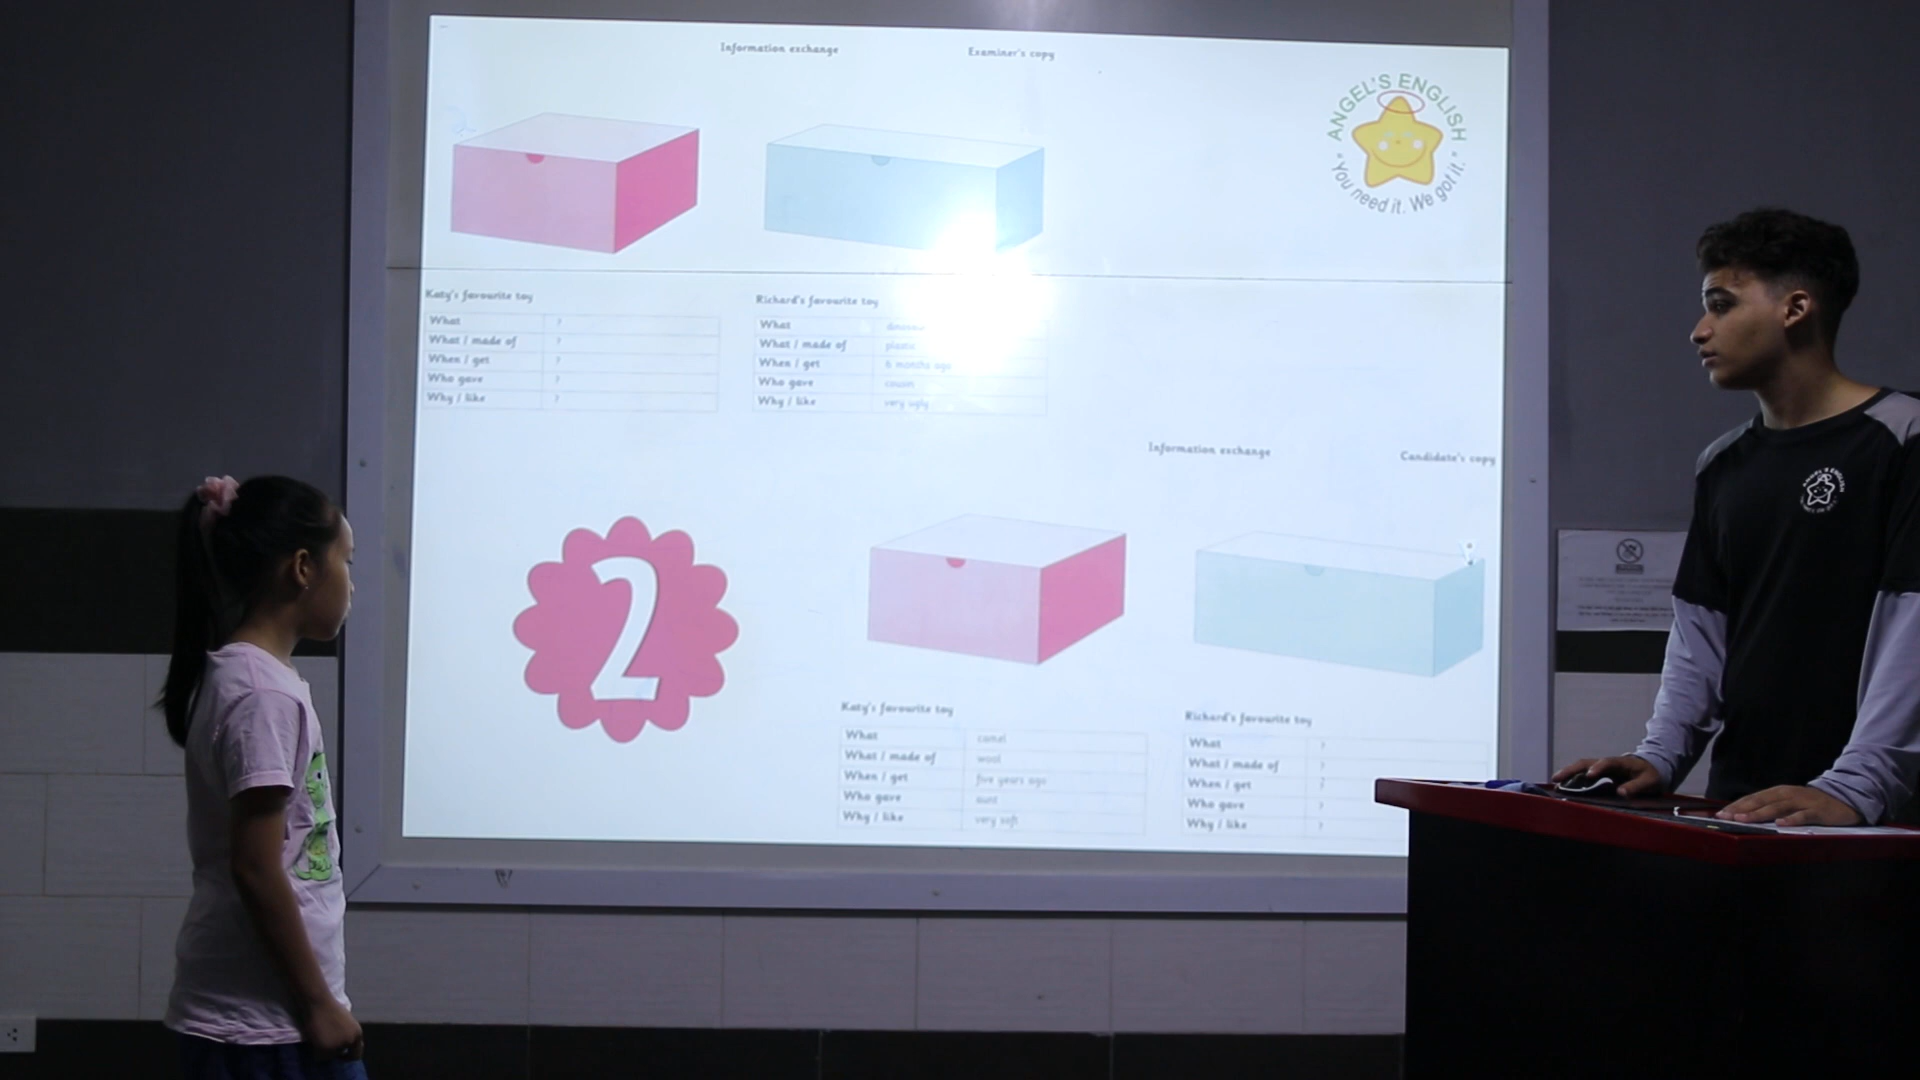 Information exchange
Examiner's copy
ANGEL'S ENGLISH
"You need it. We got it."
Katy's favourite toy
What ?
What / made of ?
When / get ?
Who gave ?
Why / like ?
Richard's favourite toy
What dinosaur
What / made of plastic
When / get 6 months ago
Who gave cousin
Why / like very ugly
Information exchange
Candidate's copy
2
Katy's favourite toy
What camel
What / made of wool
When / get five years ago
Who gave aunt
Why / like very soft
Richard's favourite toy
What ?
What / made of ?
When / get ?
Who gave ?
Why / like ?
ANGEL'S ENGLISH